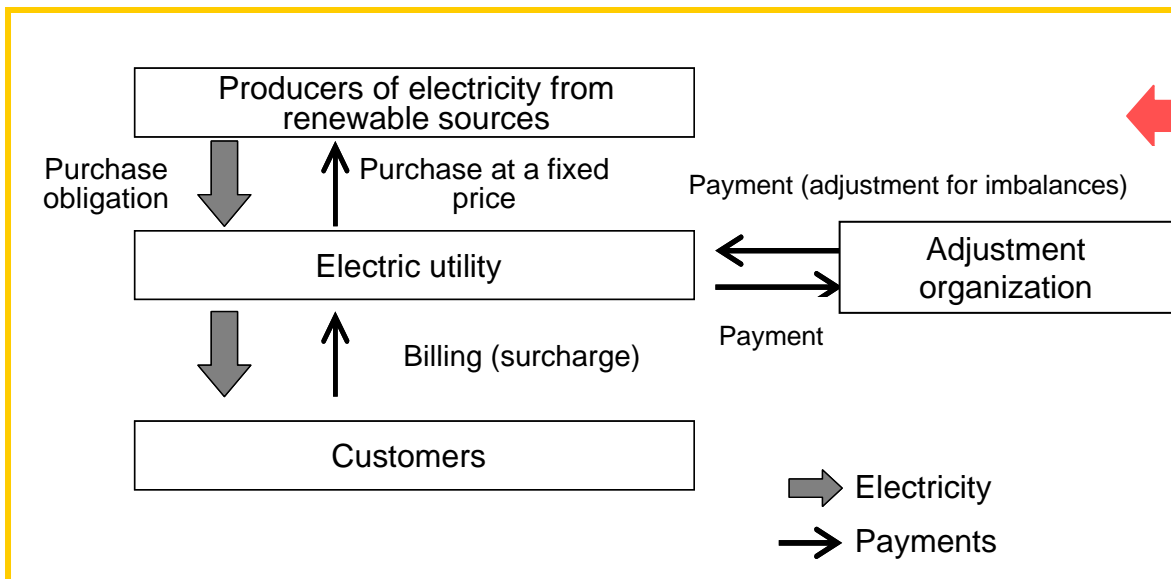 Producers of electricity from
renewable sources
Purchase
obligation
Purchase at a fixed
price
Payment (adjustment for imbalances)
Electric utility
Adjustment
organization
Payment
Billing (surcharge)
Customers
Electricity
Payments